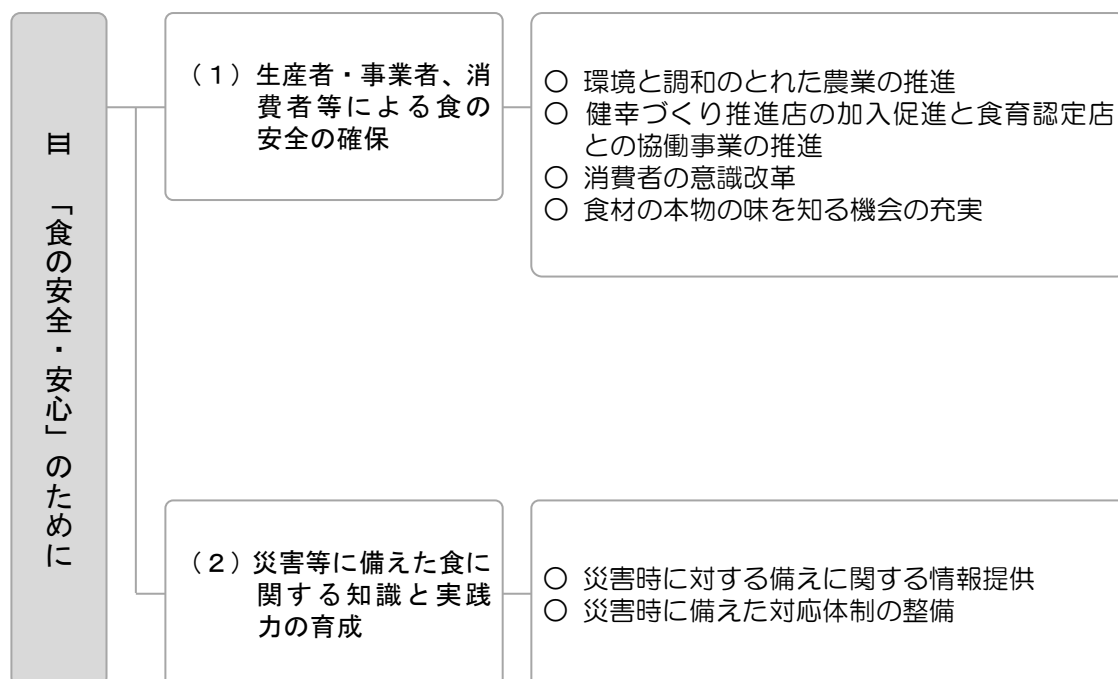 目 「食の安全・安心」のために
（１）生産者・事業者、消
費者等による食の
安全の確保
○ 環境と調和のとれた農業の推進
○ 健幸づくり推進店の加入促進と食育認定店
との協働事業の推進
○ 消費者の意識改革
○ 食材の本物の味を知る機会の充実
（２）災害等に備えた食に
関する知識と実践
力の育成
○ 災害時に対する備えに関する情報提供
○ 災害時に備えた対応体制の整備